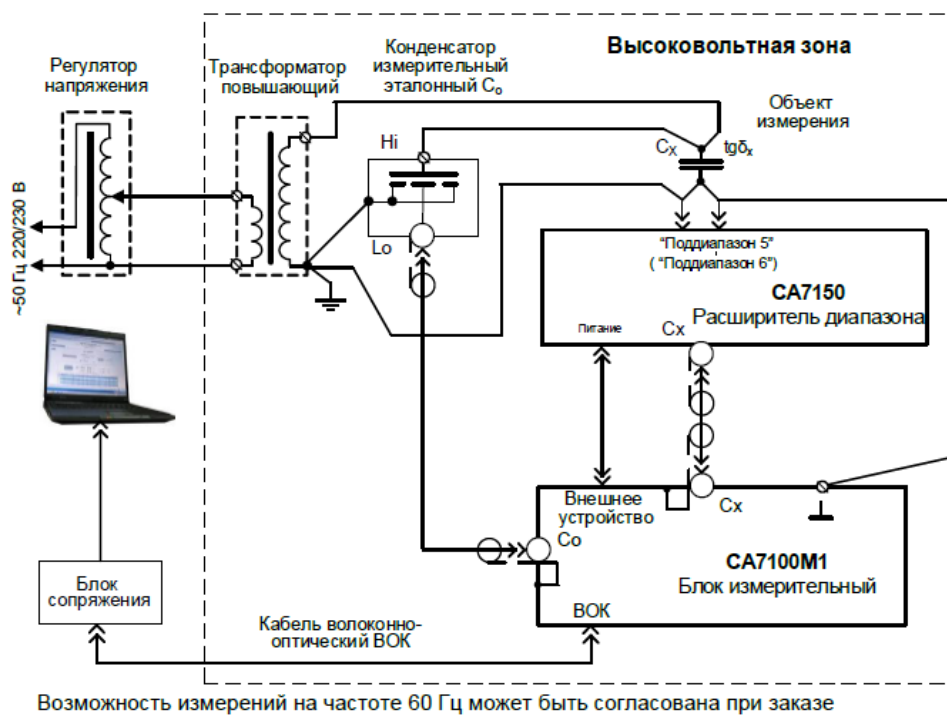 Высоковольтная зона
Регулятор
напряжения
Трансформатор
повышающий
Конденсатор
измерительный
эталонный Cₒ
Объект
измерения
Hi
Cₓ
tgδₓ
Lo
~50 Гц 220/230 В
“Поддиапазон 5”
( “Поддиапазон 6”)
CA7150
Расширитель диапазона
Питание
Cx
Внешнее
устройство
Cx
Co
CA7100M1
Блок измерительный
ВОК
Блок
сопряжения
Кабель волоконно-
оптический ВОК
Возможность измерений на частоте 60 Гц может быть согласована при заказе